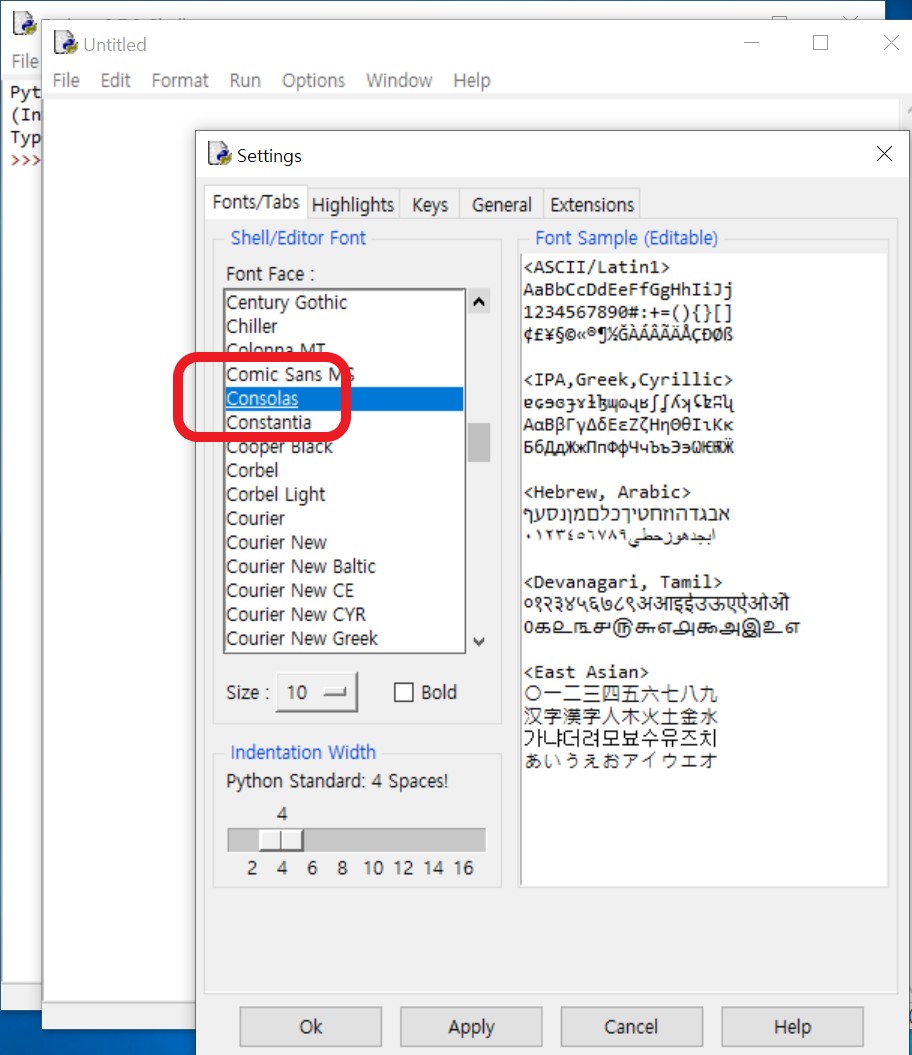 Untitled
File
File Edit Format Run Options Window Help
Pyt
(In
Typ
>>>
Settings
Fonts/Tabs Highlights Keys General Extensions
Shell/Editor Font
Font Face :
Century Gothic
Chiller
Colonna MT
Comic Sans MS
Consolas
Constantia
Cooper Black
Corbel
Corbel Light
Courier
Courier New
Courier New Baltic
Courier New CE
Courier New CYR
Courier New Greek
Size : 10 Bold
Indentation Width
Python Standard: 4 Spaces!
4
2 4 6 8 10 12 14 16
Font Sample (Editable)
<ASCII/Latin1>
AaBbCcDdEeFfGgHhIiJj
1234567890#:+=(){}[]
¢£¥§©«®¶½ĞÀÁÂÃÄÅÇÐØß
<IPA,Greek,Cyrillic>
ΑαΒβΓγΔδΕεΖζΗηΘθΙιΚκ
<Hebrew, Arabic>
אבגדהוזחטיךכלםמןנסעף
٠١٢٣٤٥٦٧٨٩ابجدهوزحطي
<Devanagari, Tamil>
०१२३४५६७८९अआइईउऊएऐओऔ
<East Asian>
〇一二三四五六七八九
汉字漢字人木火土金水
가냐더려모뵤수유즈치
あいうえおアイウエオ
Ok Apply Cancel Help